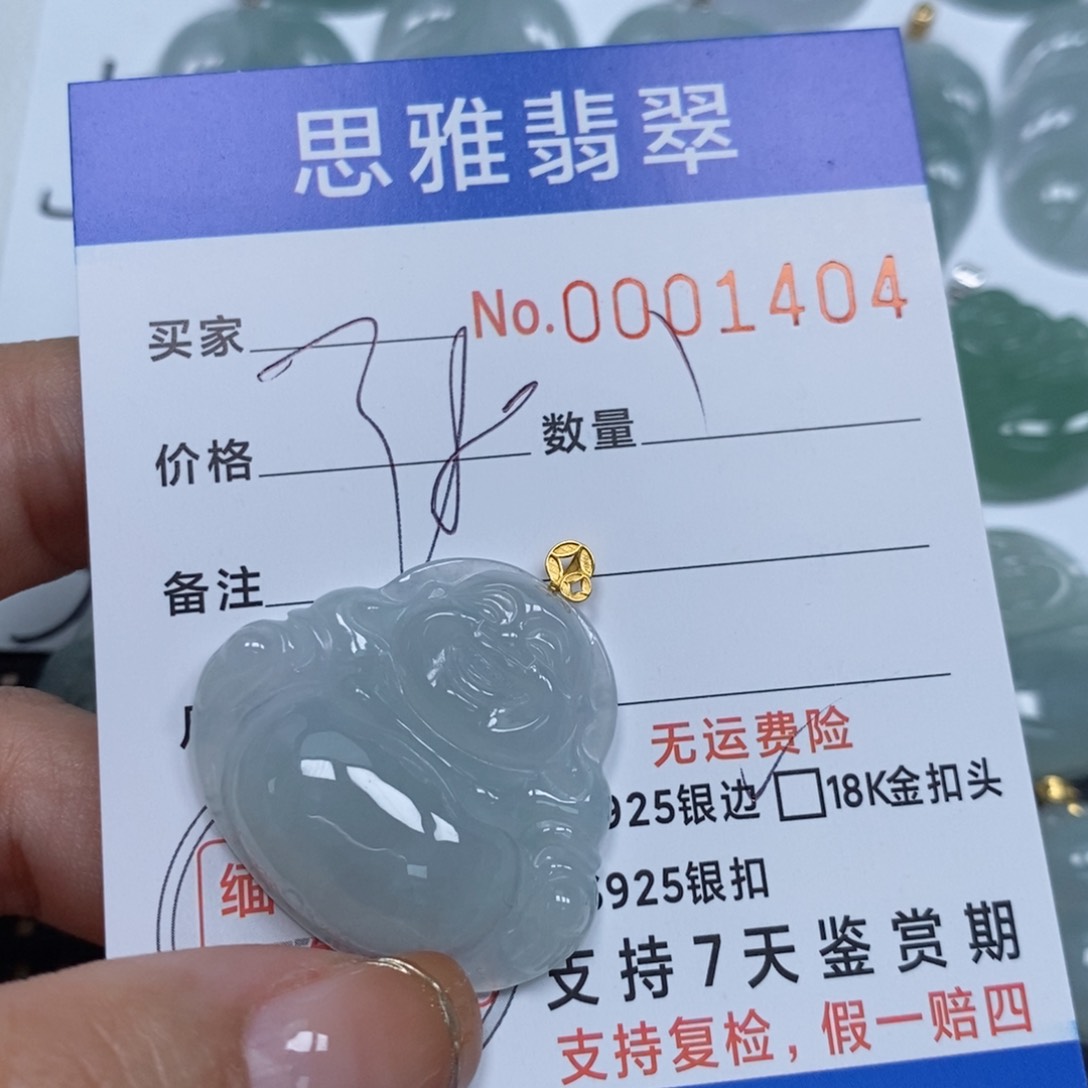 思雅翡翠
No.0001404
买家
价格
数量
备注
无运费险
925银边 18K金扣头
S925银扣
支持7天鉴赏期
支持复检，假一赔四
缅